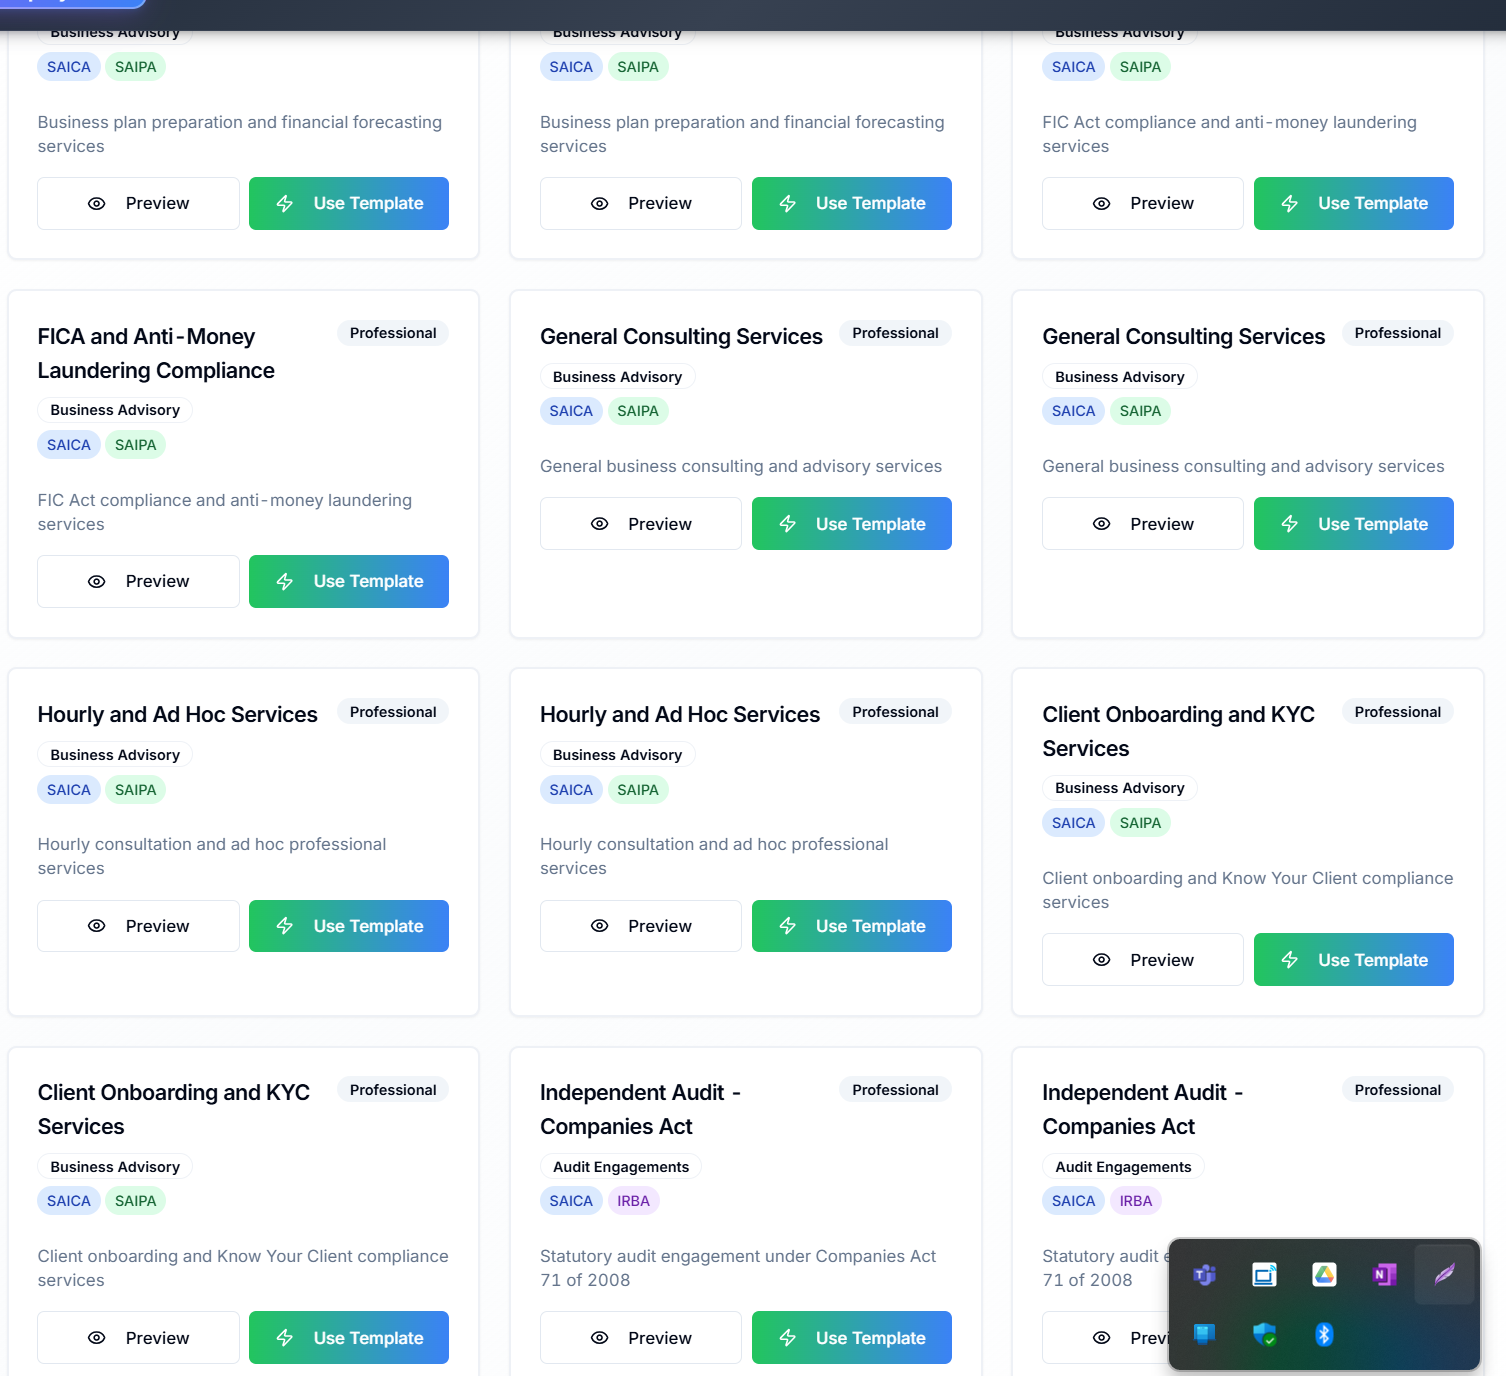 Business Advisory
SAICA SAIPA
Business plan preparation and financial forecasting
services
Preview
Use Template
Business Advisory
SAICA SAIPA
Business plan preparation and financial forecasting
services
Preview
Use Template
Business Advisory
SAICA SAIPA
FIC Act compliance and anti-money laundering
services
Preview
Use Template
FICA and Anti-Money
Laundering Compliance
Professional
Business Advisory
SAICA SAIPA
FIC Act compliance and anti-money laundering
services
Preview
Use Template
General Consulting Services
Professional
Business Advisory
SAICA SAIPA
General business consulting and advisory services
Preview
Use Template
General Consulting Services
Professional
Business Advisory
SAICA SAIPA
General business consulting and advisory services
Preview
Use Template
Hourly and Ad Hoc Services
Professional
Business Advisory
SAICA SAIPA
Hourly consultation and ad hoc professional
services
Preview
Use Template
Hourly and Ad Hoc Services
Professional
Business Advisory
SAICA SAIPA
Hourly consultation and ad hoc professional
services
Preview
Use Template
Client Onboarding and KYC
Services
Professional
Business Advisory
SAICA SAIPA
Client onboarding and Know Your Client compliance
services
Preview
Use Template
Client Onboarding and KYC
Services
Professional
Business Advisory
SAICA SAIPA
Client onboarding and Know Your Client compliance
services
Preview
Use Template
Independent Audit -
Companies Act
Professional
Audit Engagements
SAICA IRBA
Statutory audit engagement under Companies Act
71 of 2008
Preview
Use Template
Independent Audit -
Companies Act
Professional
Audit Engagements
SAICA IRBA
Statutory audit
71 of 2008
Previ